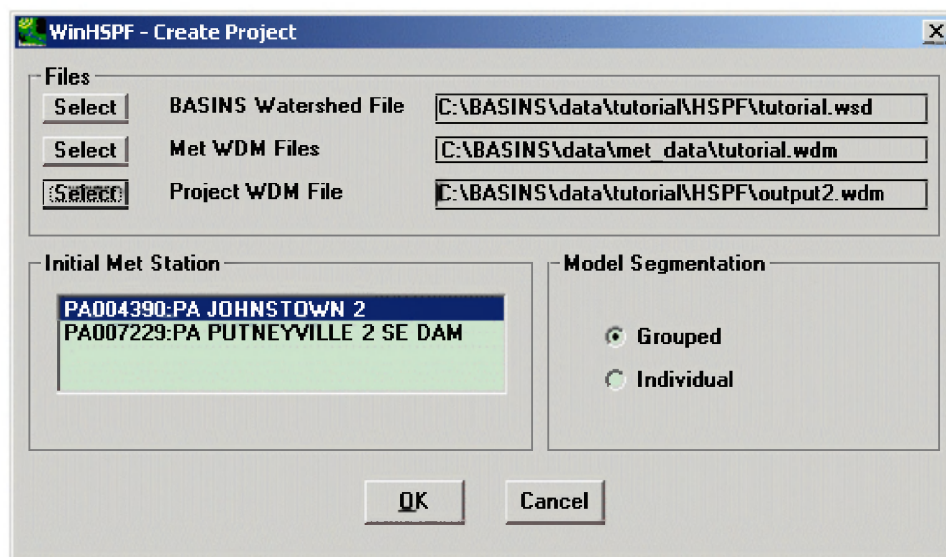 WinHSPF - Create Project
Files
Select BASINS Watershed File C:\BASINS\data\tutorial\HSPF\tutorial.wsd
Select Met WDM Files C:\BASINS\data\met_data\tutorial.wdm
Select Project WDM File C:\BASINS\data\tutorial\HSPF\output2.wdm
Initial Met Station
PA004390:PA JOHNSTOWN 2
PA007229:PA PUTNEYVILLE 2 SE DAM
Model Segmentation
Grouped
Individual
OK Cancel